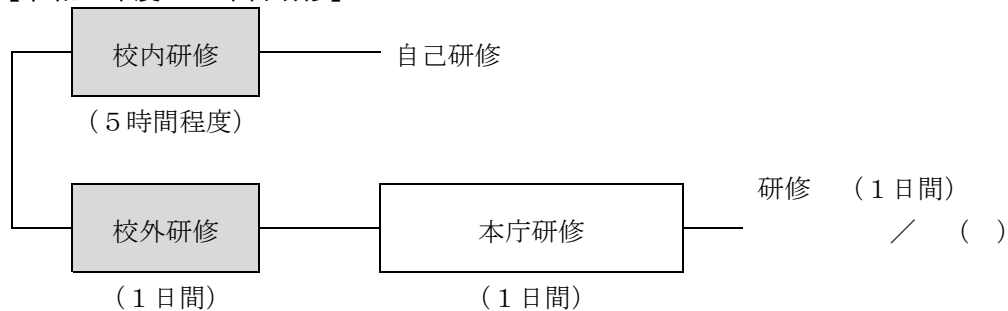 校内研修
自己研修
（５時間程度）
研修　（１日間）
校外研修
本庁研修
／　（　）
（１日間）
（１日間）